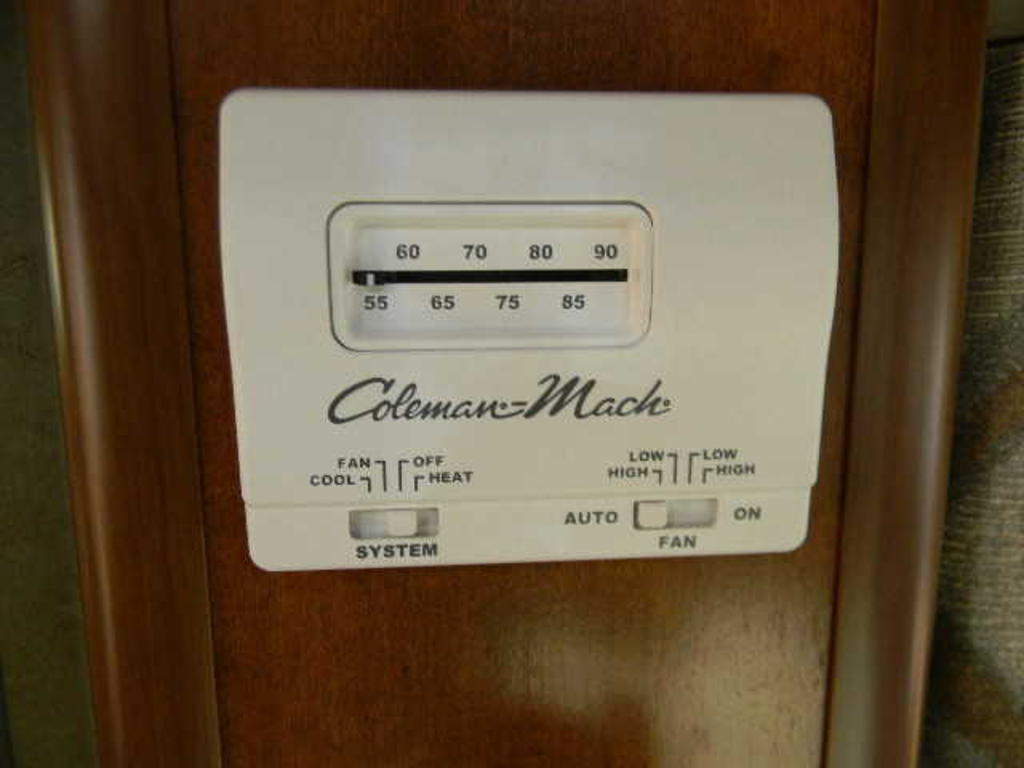 60 70 80 90
55 65 75 85
Coleman-Mach
FAN OFF LOW LOW
COOL HEAT HIGH HIGH
AUTO ON
SYSTEM FAN